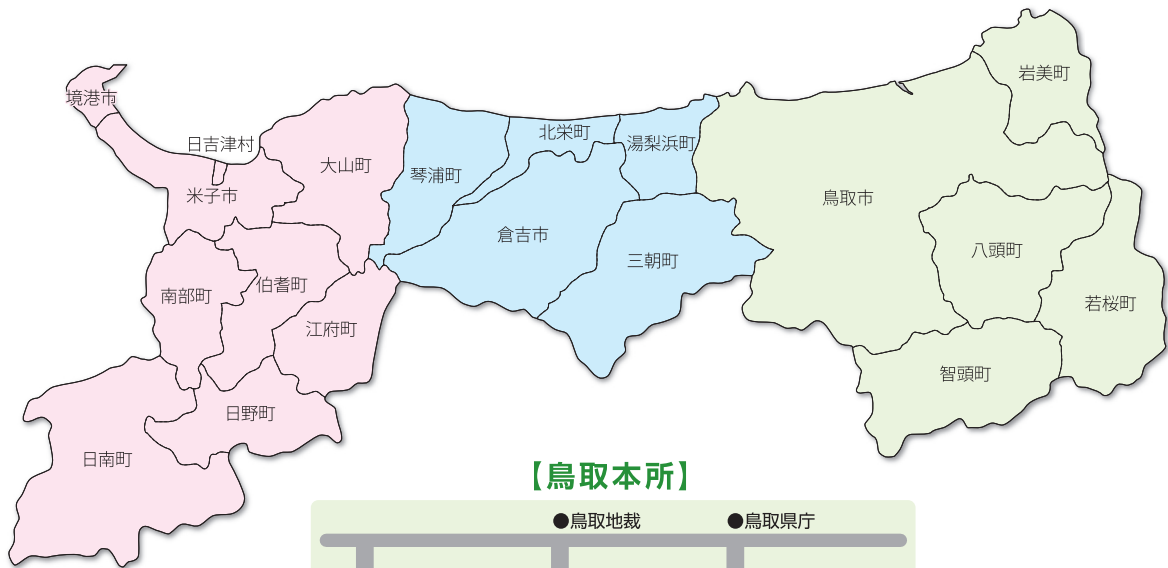 岩美町
境港市
北栄町
日吉津村
湯梨浜町
大山町
琴浦町
米子市
鳥取市
倉吉市
八頭町
三朝町
伯耆町
南部町
若桜町
江府町
智頭町
日野町
日南町
【鳥取本所】
●鳥取地裁 ●鳥取県庁